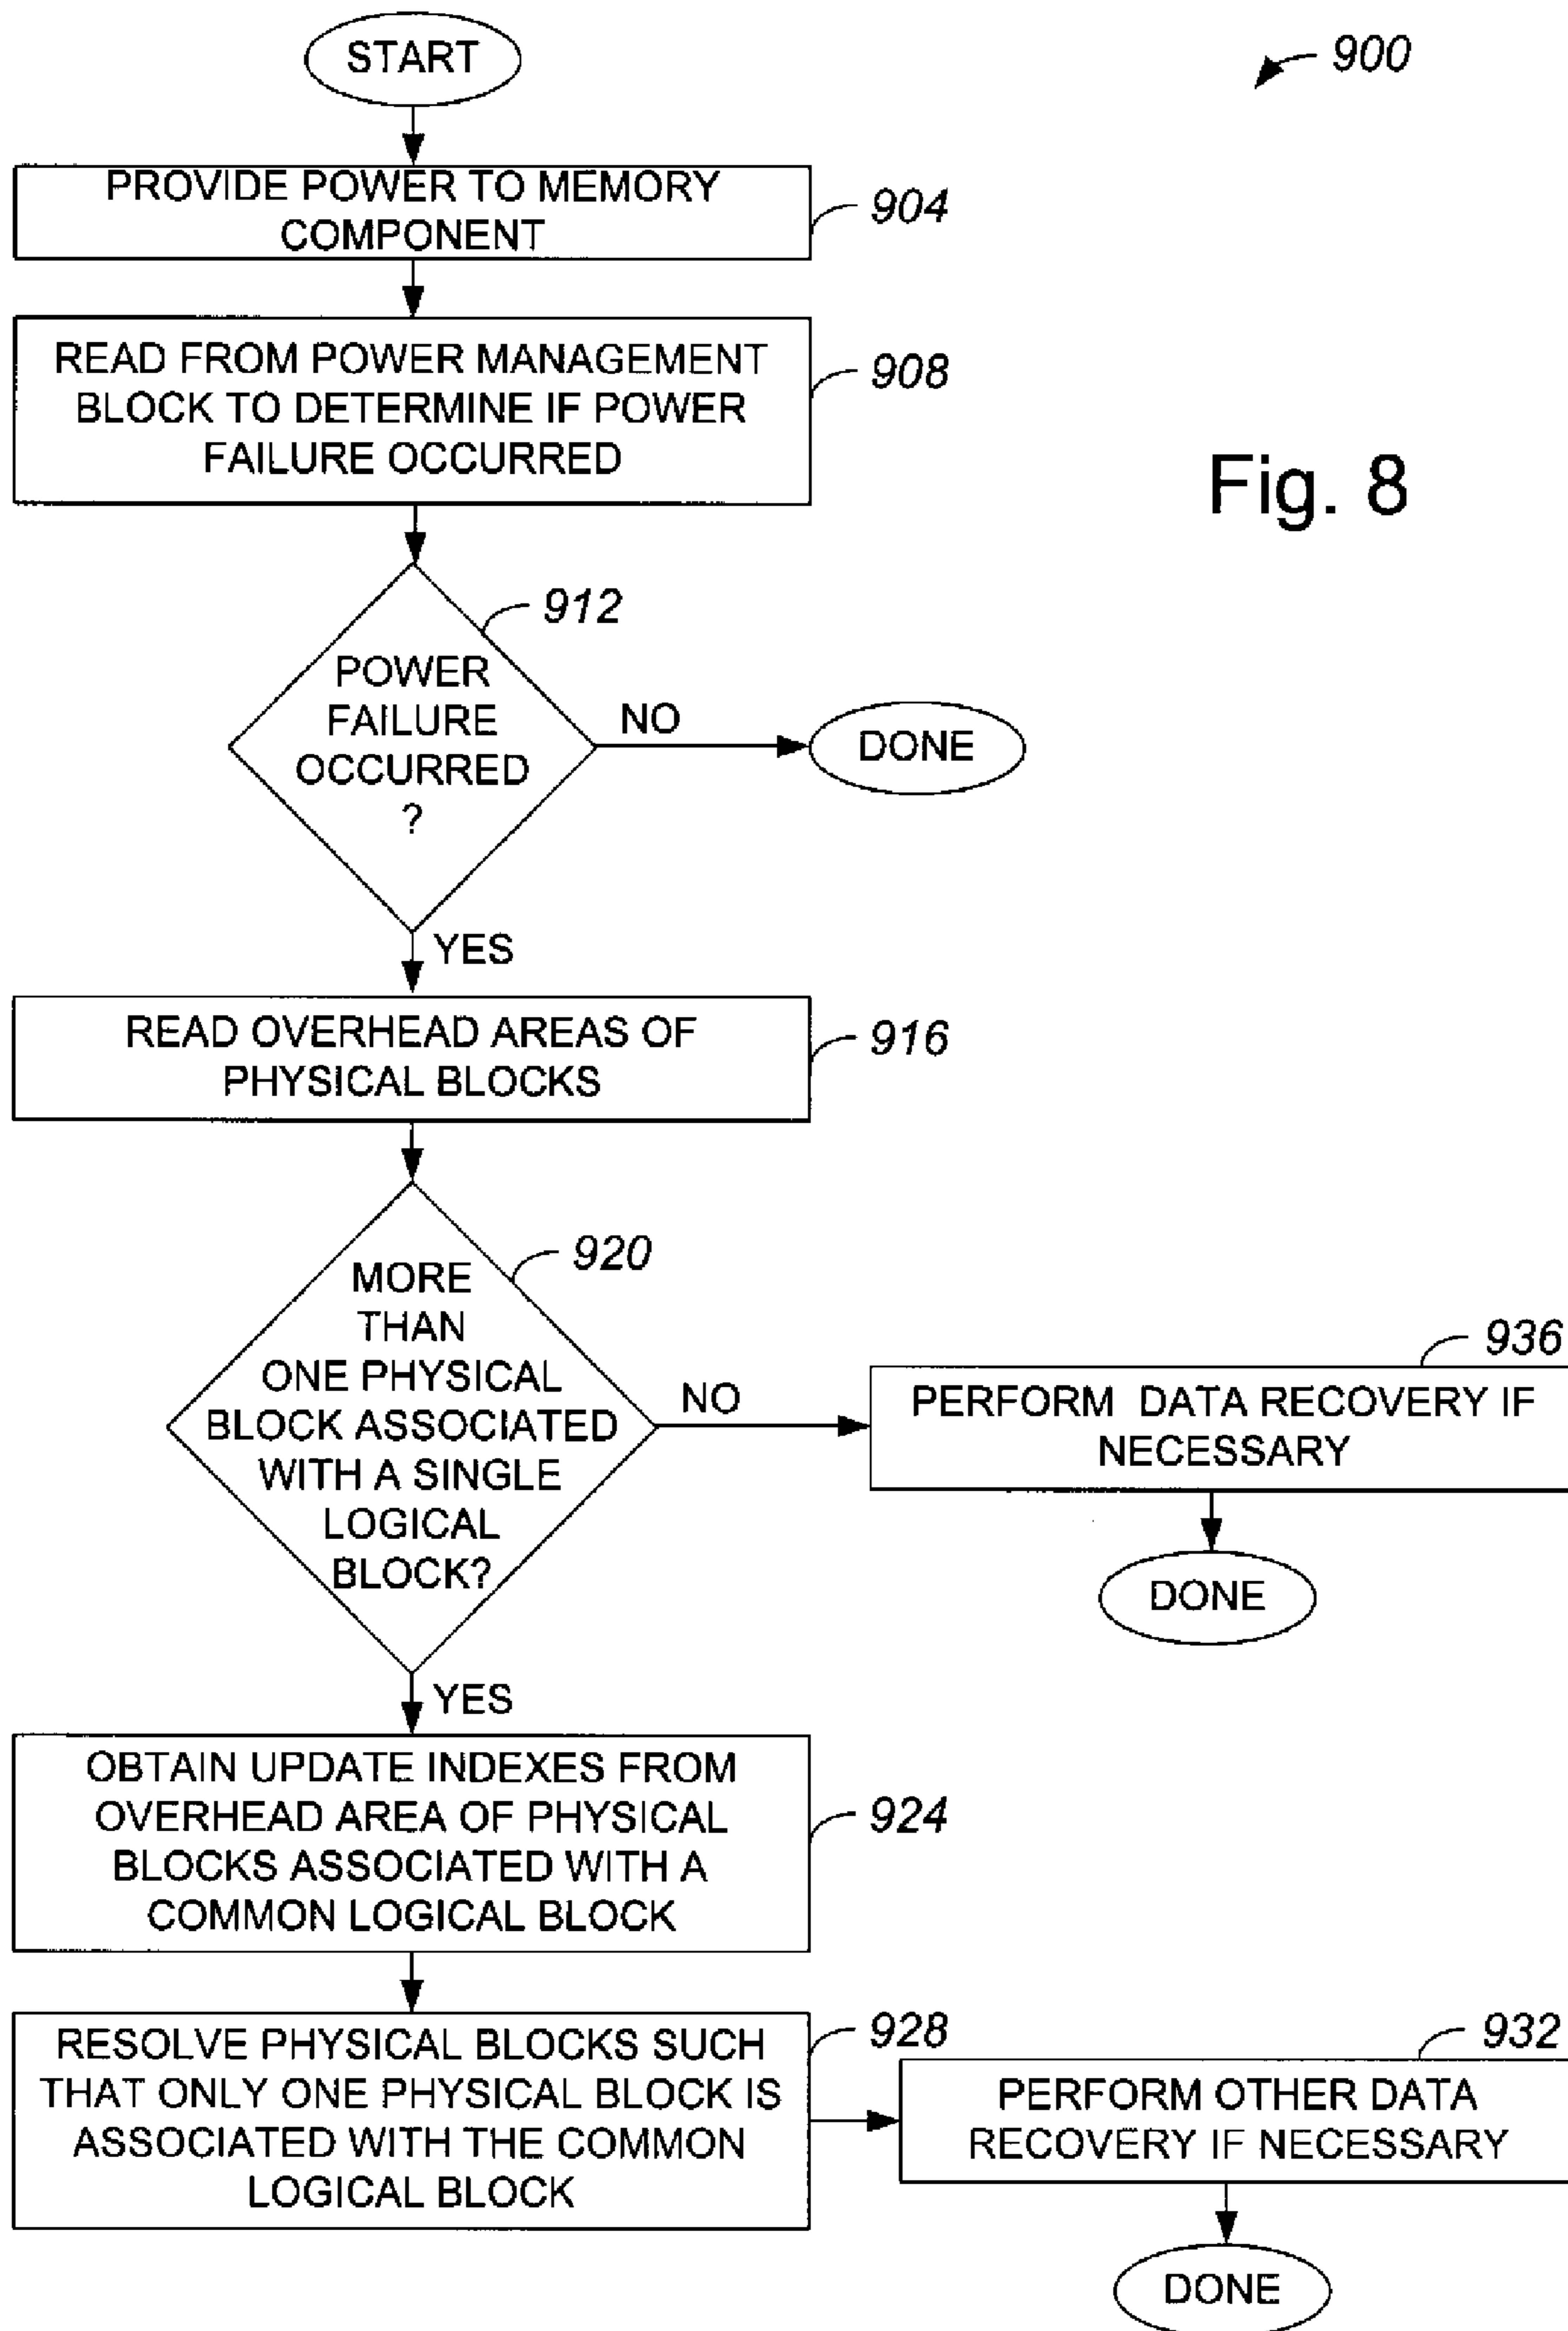 START
900
PROVIDE POWER TO MEMORY
COMPONENT
904
READ FROM POWER MANAGEMENT
BLOCK TO DETERMINE IF POWER
FAILURE OCCURRED
908
Fig. 8
912
POWER
FAILURE
OCCURRED
?
NO
DONE
YES
READ OVERHEAD AREAS OF
PHYSICAL BLOCKS
916
920
MORE
THAN
ONE PHYSICAL
BLOCK ASSOCIATED
WITH A SINGLE
LOGICAL
BLOCK?
NO
936
PERFORM DATA RECOVERY IF
NECESSARY
DONE
YES
OBTAIN UPDATE INDEXES FROM
OVERHEAD AREA OF PHYSICAL
BLOCKS ASSOCIATED WITH A
COMMON LOGICAL BLOCK
924
RESOLVE PHYSICAL BLOCKS SUCH
THAT ONLY ONE PHYSICAL BLOCK IS
ASSOCIATED WITH THE COMMON
LOGICAL BLOCK
928
932
PERFORM OTHER DATA
RECOVERY IF NECESSARY
DONE